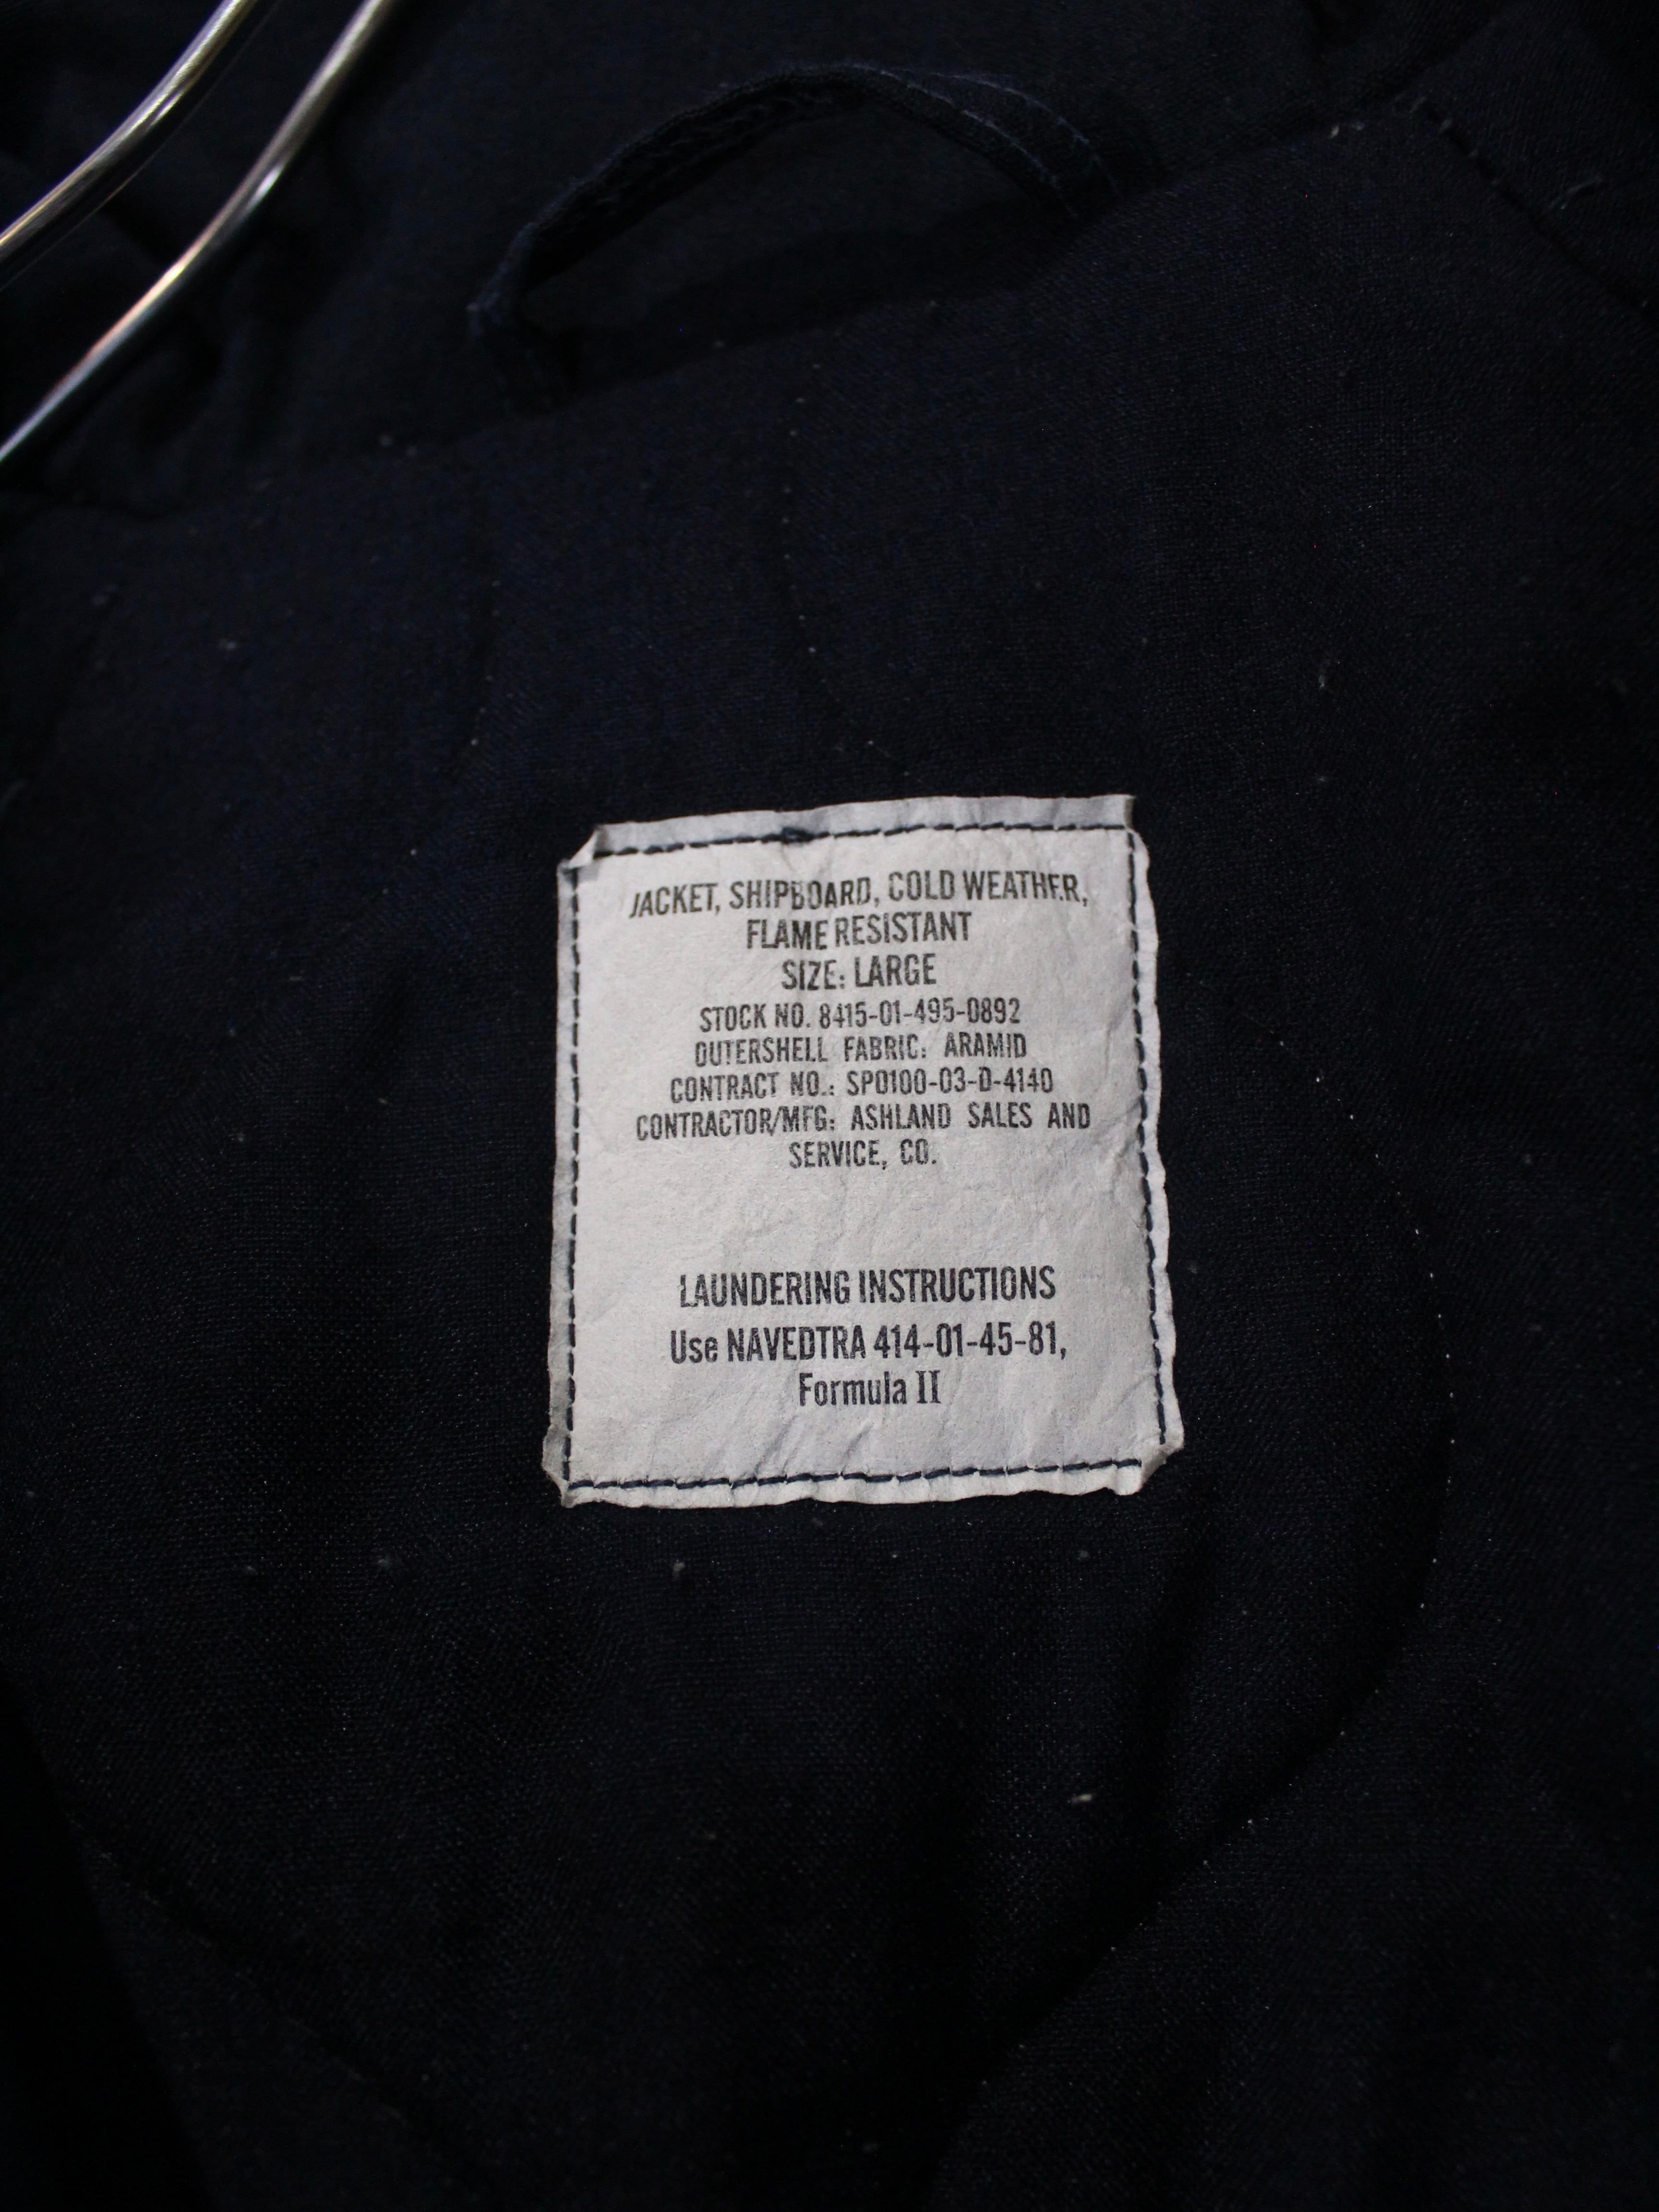 JACKET, SHIPBOARD, COLD WEATHER,
FLAME RESISTANT
SIZE: LARGE
STOCK NO. 8415-01-495-0892
OUTERSHELL FABRIC: ARAMID
CONTRACT NO.: SP0100-03-D-4140
CONTRACTOR/MFG: ASHLAND SALES AND
SERVICE, CO.
LAUNDERING INSTRUCTIONS
Use NAVEDTRA 414-01-45-81,
Formula II